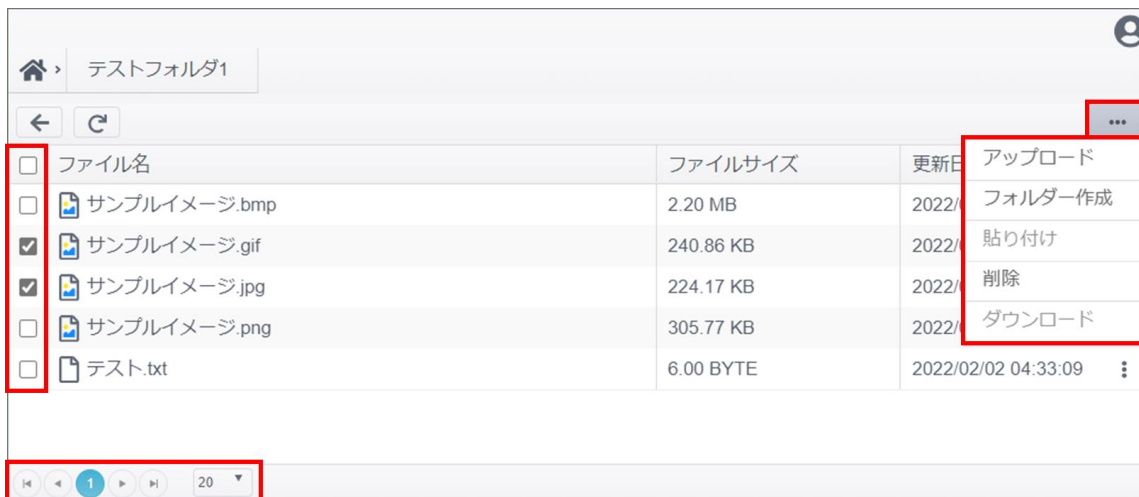 テストフォルダ1
ファイル名 ファイルサイズ 更新日
アップロード
サンプルイメージ.bmp 2.20 MB 2022/
フォルダー作成
サンプルイメージ.gif 240.86 KB 2022/
貼り付け
サンプルイメージ.jpg 224.17 KB 2022/
削除
サンプルイメージ.png 305.77 KB 2022/
ダウンロード
テスト.txt 6.00 BYTE 2022/02/02 04:33:09
1 20